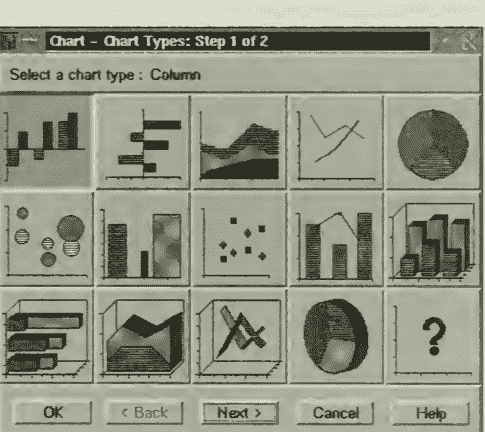 Chart - Chart Types: Step 1 of 2
Select a chart type : Column
?
OK < Back Next > Cancel Help